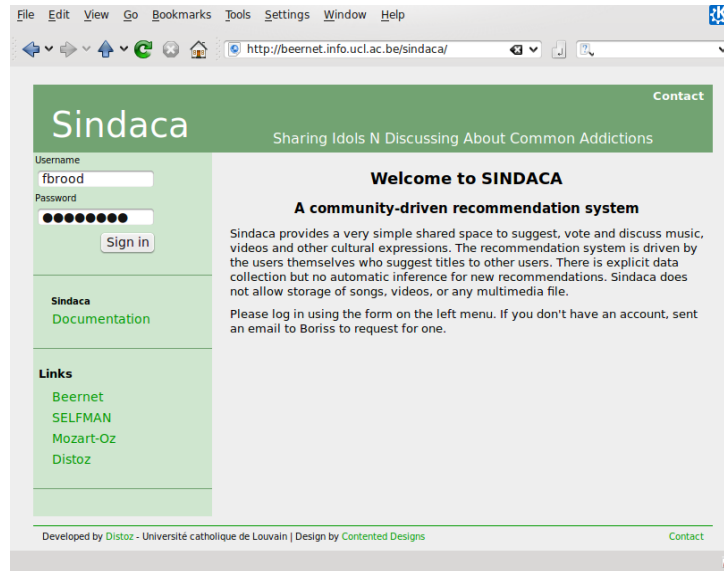 File Edit View Go Bookmarks Tools Settings Window Help
http://beernet.info.ucl.ac.be/sindaca/
Contact
Sindaca
Sharing Idols N Discussing About Common Addictions
Username
fbrood
Password
●●●●●●●●
Sign in
Sindaca
Documentation
Links
Beernet
SELFMAN
Mozart-Oz
Distoz
Welcome to SINDACA
A community-driven recommendation system
Sindaca provides a very simple shared space to suggest, vote and discuss music,
videos and other cultural expressions. The recommendation system is driven by
the users themselves who suggest titles to other users. There is explicit data
collection but no automatic inference for new recommendations. Sindaca does
not allow storage of songs, videos, or any multimedia file.
Please log in using the form on the left menu. If you don't have an account, sent
an email to Boriss to request for one.
Developed by Distoz - Université catholique de Louvain | Design by Contented Designs
Contact